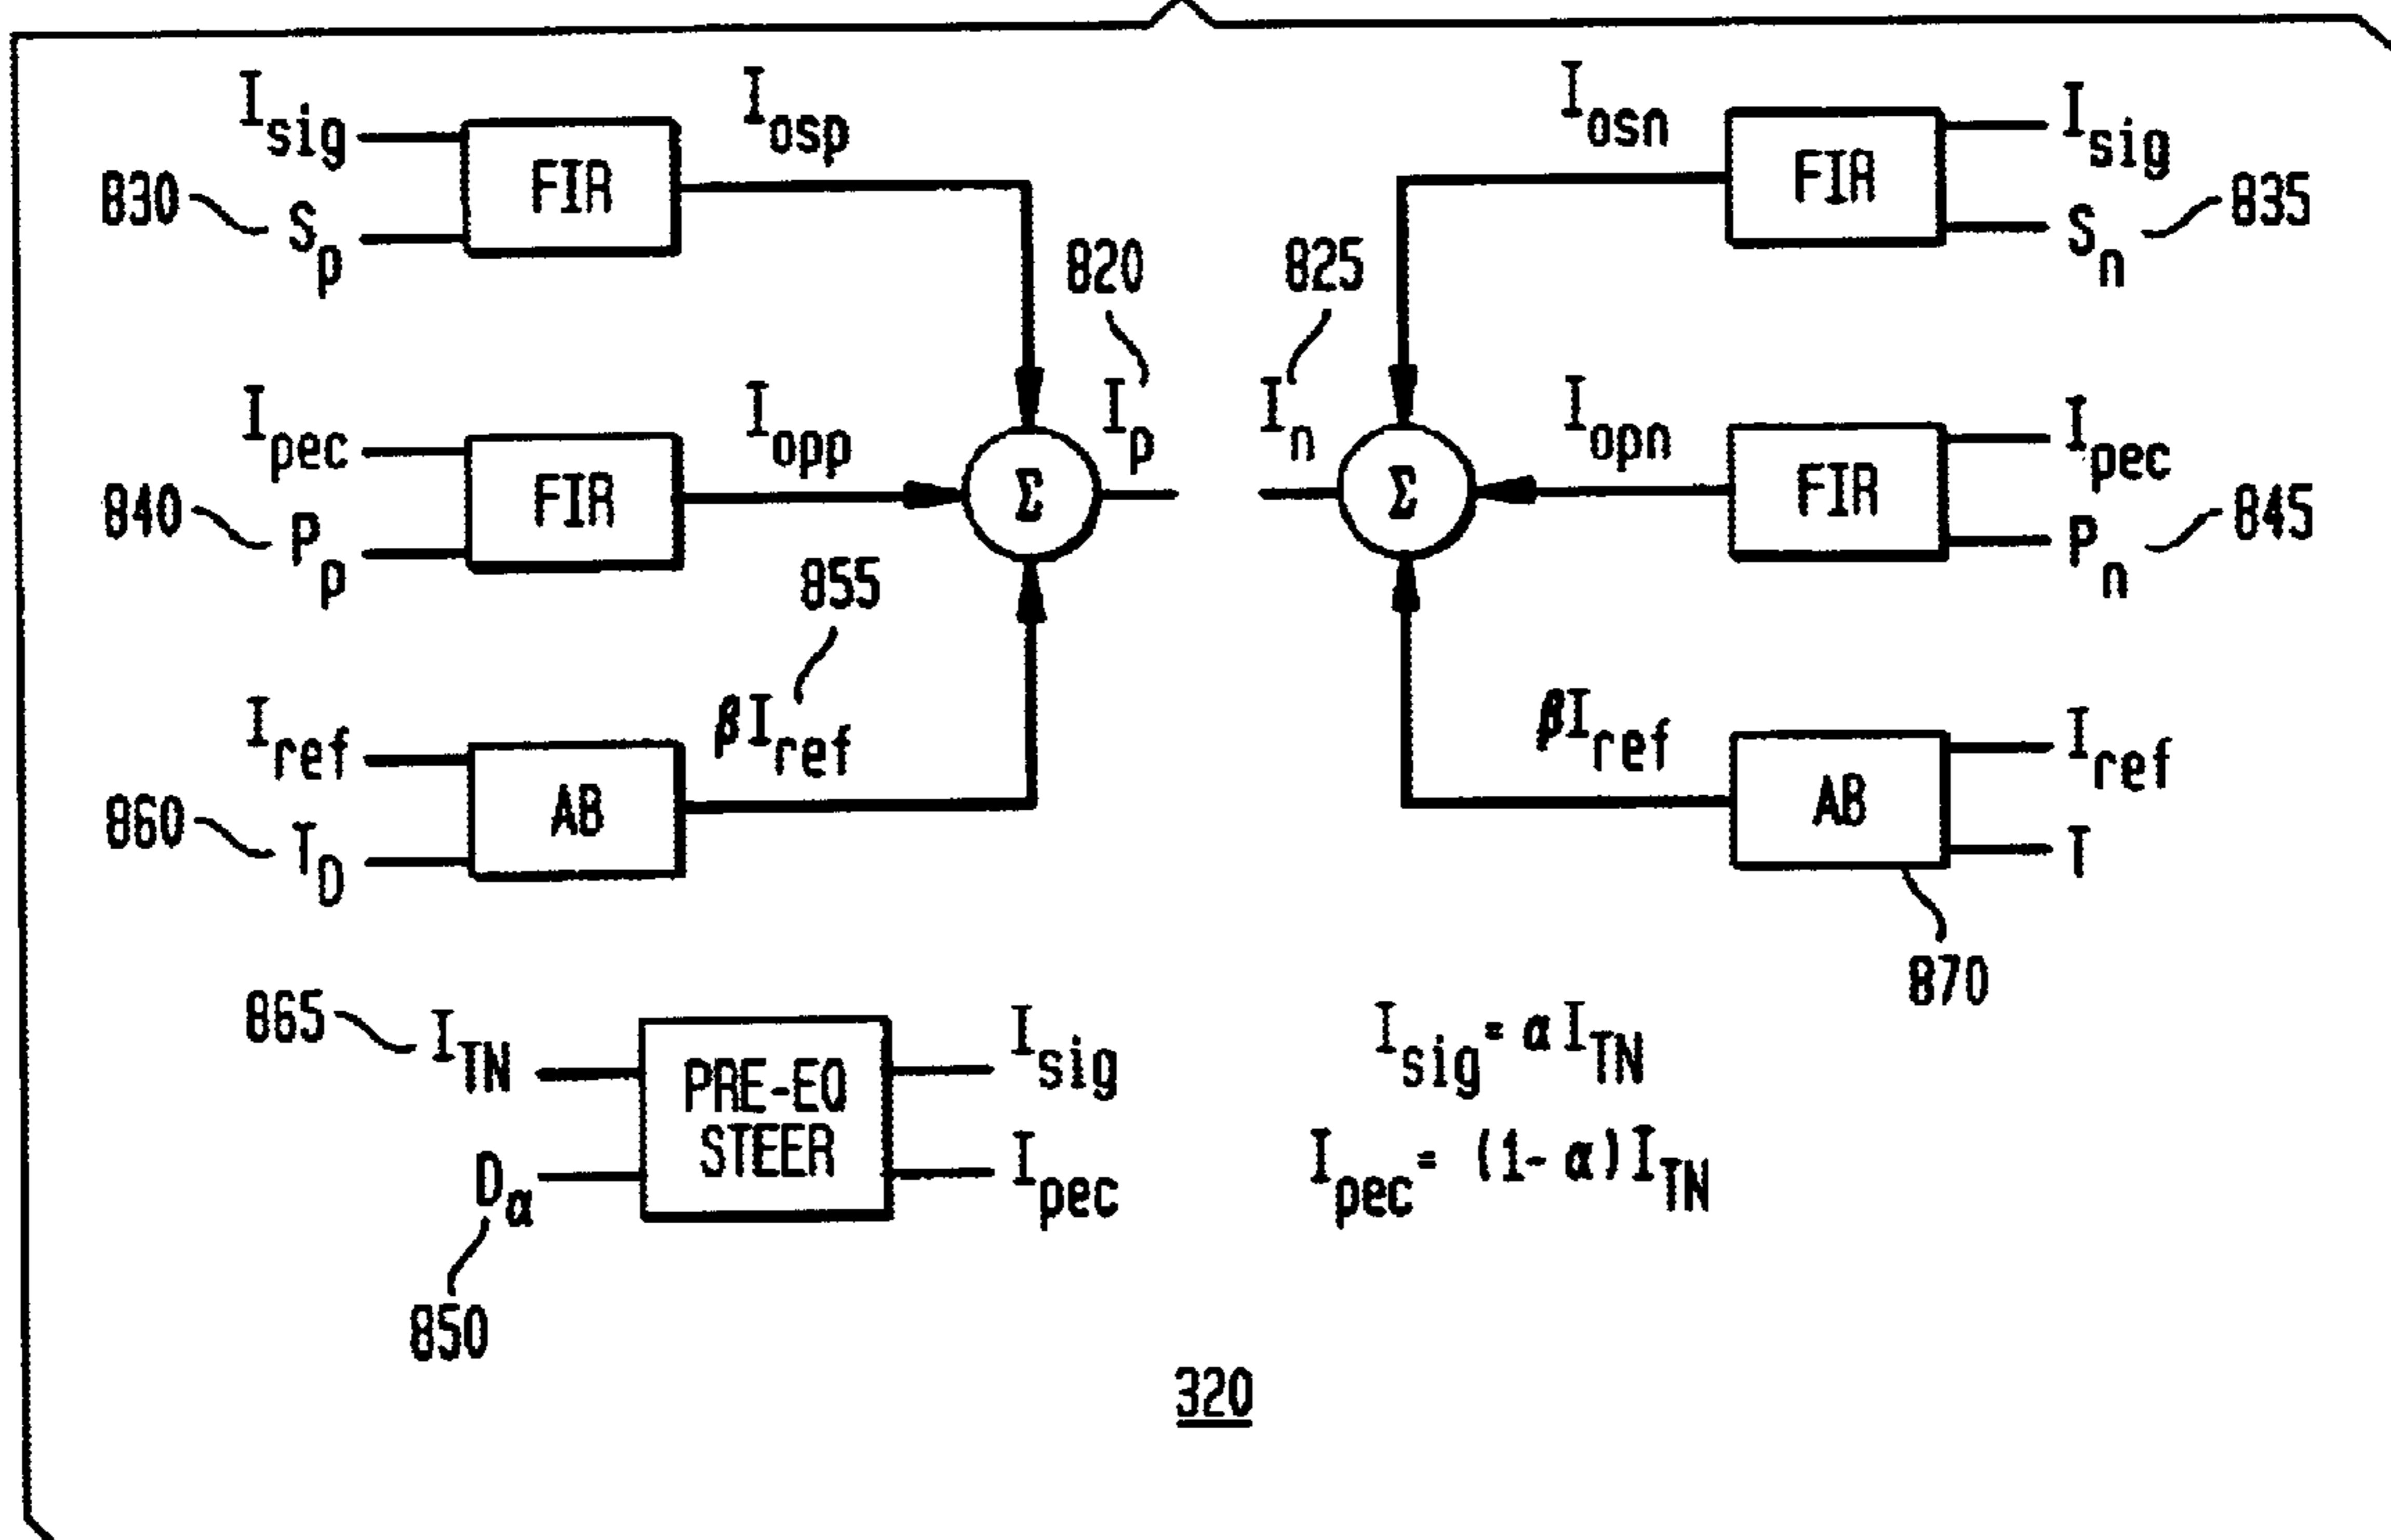 I_sig
830
S_p
FIR
I_osp
I_osn
FIR
I_sig
S_n
835
820
825
I_pec
840
P_p
FIR
I_opp
Σ
I_p
I_n
Σ
I_opn
FIR
I_pec
P_n
845
855
I_ref
860
T_D
AB
βI_ref
βI_ref
AB
I_ref
T
870
865
I_TN
D_α
850
PRE-EQ
STEER
I_sig
I_pec
I_sig = α I_TN
I_pec = (1- α) I_TN
320